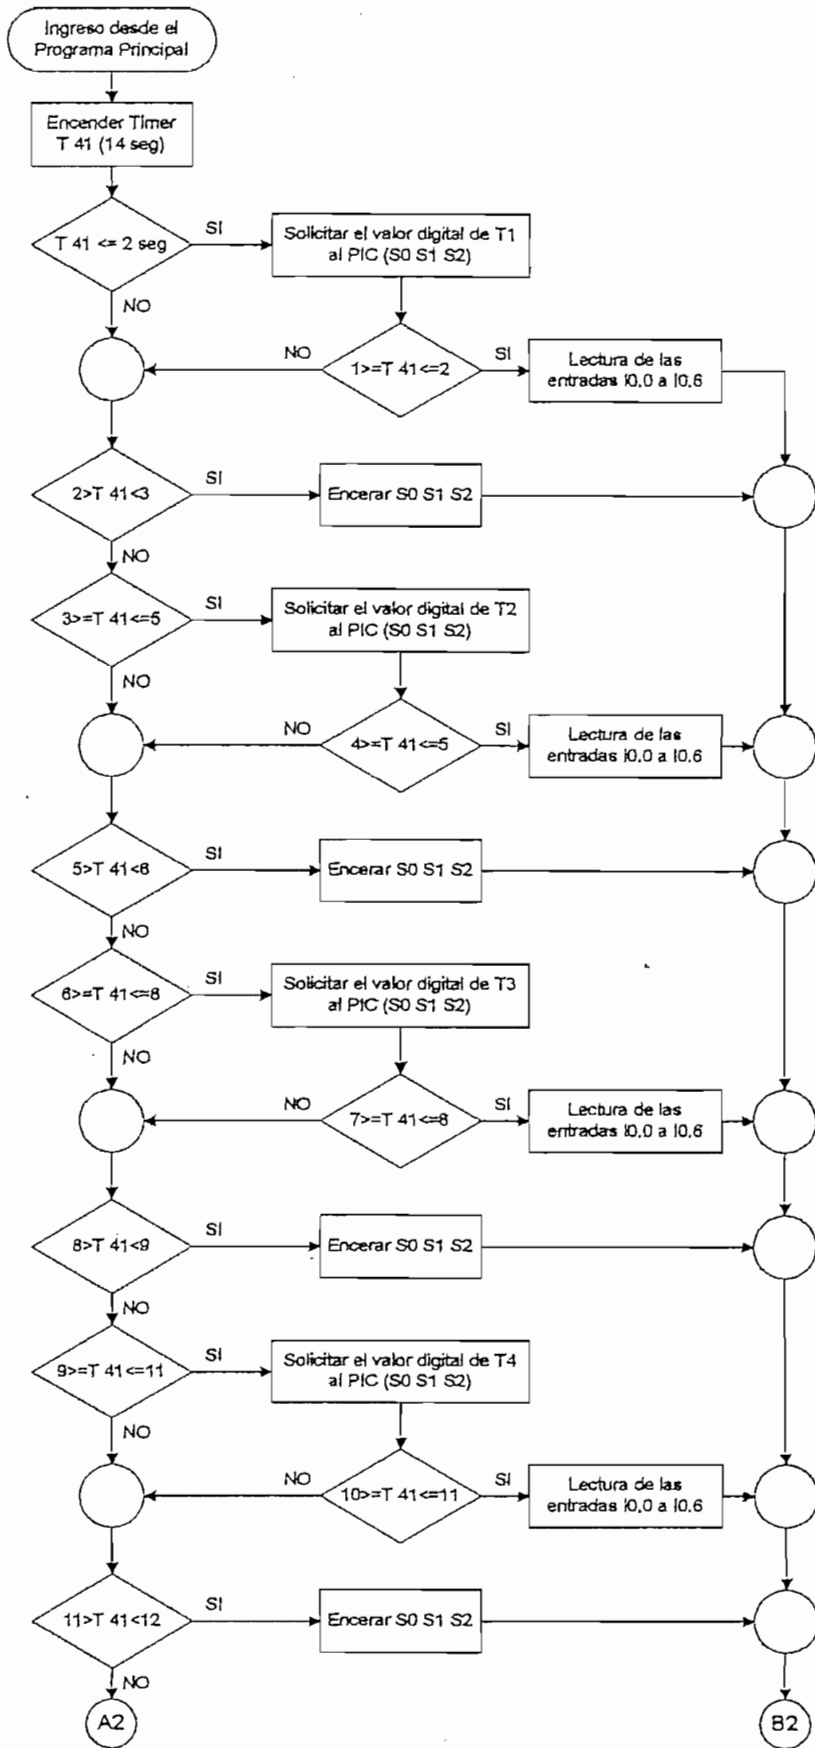 Ingreso desde el
Programa Principal
Encender Timer
T 41 (14 seg)
T 41 <= 2 seg
SI
Solicitar el valor digital de T1
al PIC (S0 S1 S2)
NO
1>=T 41<=2
NO
SI
Lectura de las
entradas I0.0 a I0.6
2>T 41<3
SI
Encerar S0 S1 S2
NO
3>=T 41<=5
SI
Solicitar el valor digital de T2
al PIC (S0 S1 S2)
NO
NO
4>=T 41<=5
SI
Lectura de las
entradas I0.0 a I0.6
5>T 41<6
SI
Encerar S0 S1 S2
NO
6>=T 41<=8
SI
Solicitar el valor digital de T3
al PIC (S0 S1 S2)
NO
NO
7>=T 41<=8
SI
Lectura de las
entradas I0.0 a I0.6
8>T 41<9
SI
Encerar S0 S1 S2
NO
9>=T 41<=11
SI
Solicitar el valor digital de T4
al PIC (S0 S1 S2)
NO
NO
10>=T 41<=11
SI
Lectura de las
entradas I0.0 a I0.6
11>T 41<12
SI
Encerar S0 S1 S2
NO
A2
B2